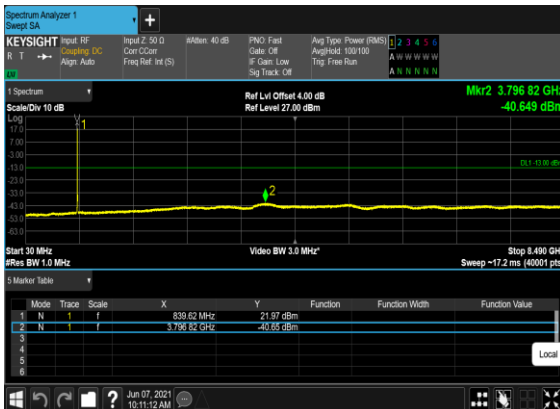 Spectrum Analyzer 1
Swept SA
KEYSIGHT
R T
Input: RF
Coupling: DC
Align: Auto
Input Z: 50 Ω
Corr CCorr
Freq Ref: Int (S)
#Atten: 40 dB
PNO: Fast
Gate: Off
IF Gain: Low
Sig Track: Off
Avg Type: Power (RMS)
Avg|Hold: 100/100
Trig: Free Run
1 2 3 4 5 6
A W W W W W
A N N N N N
1 Spectrum
Scale/Div 10 dB
Ref Lvl Offset 4.00 dB
Ref Level 27.00 dBm
Mkr2 3.796 82 GHz
-40.649 dBm
Log
17.0
7.00
-3.00
-13.0
-23.0
-33.0
-43.0
-53.0
-63.0
1
2
DL1 -13.00 dBm
Start 30 MHz
#Res BW 1.0 MHz
Video BW 3.0 MHz*
Stop 8.490 GH
Sweep ~17.2 ms (40001 pts
5 Marker Table
Mode Trace Scale X Y Function Function Width Function Value
1 N 1 f 839.62 MHz 21.97 dBm
2 N 1 f 3.796 82 GHz -40.65 dBm
3
4
5
6
Local
?
Jun 07, 2021
10:11:12 AM